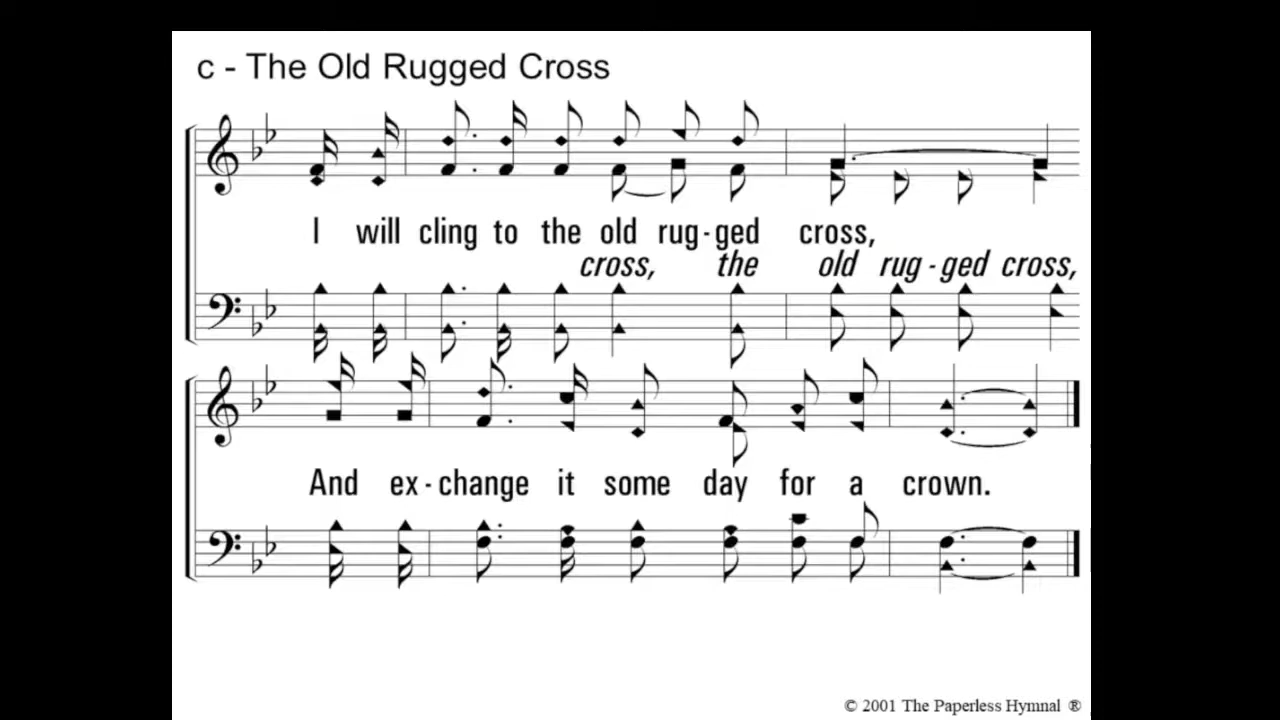 c - The Old Rugged Cross
I will cling to the old rug - ged cross,
cross, the old rug - ged cross,
And ex - change it some day for a crown.
© 2001 The Paperless Hymnal ®